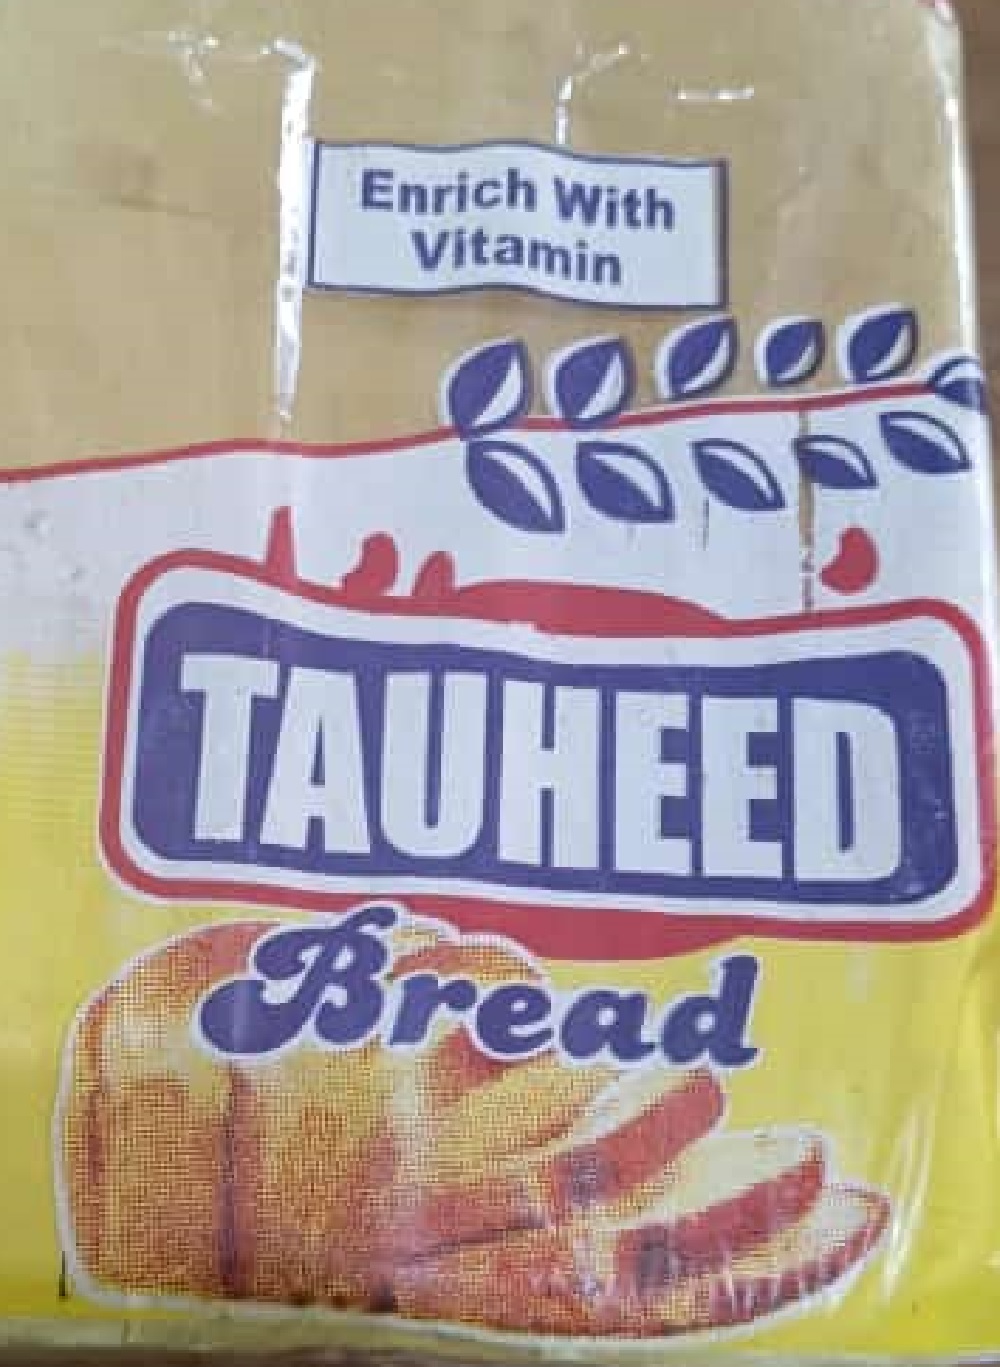 Enrich With
Vitamin
TAUHEED
Bread